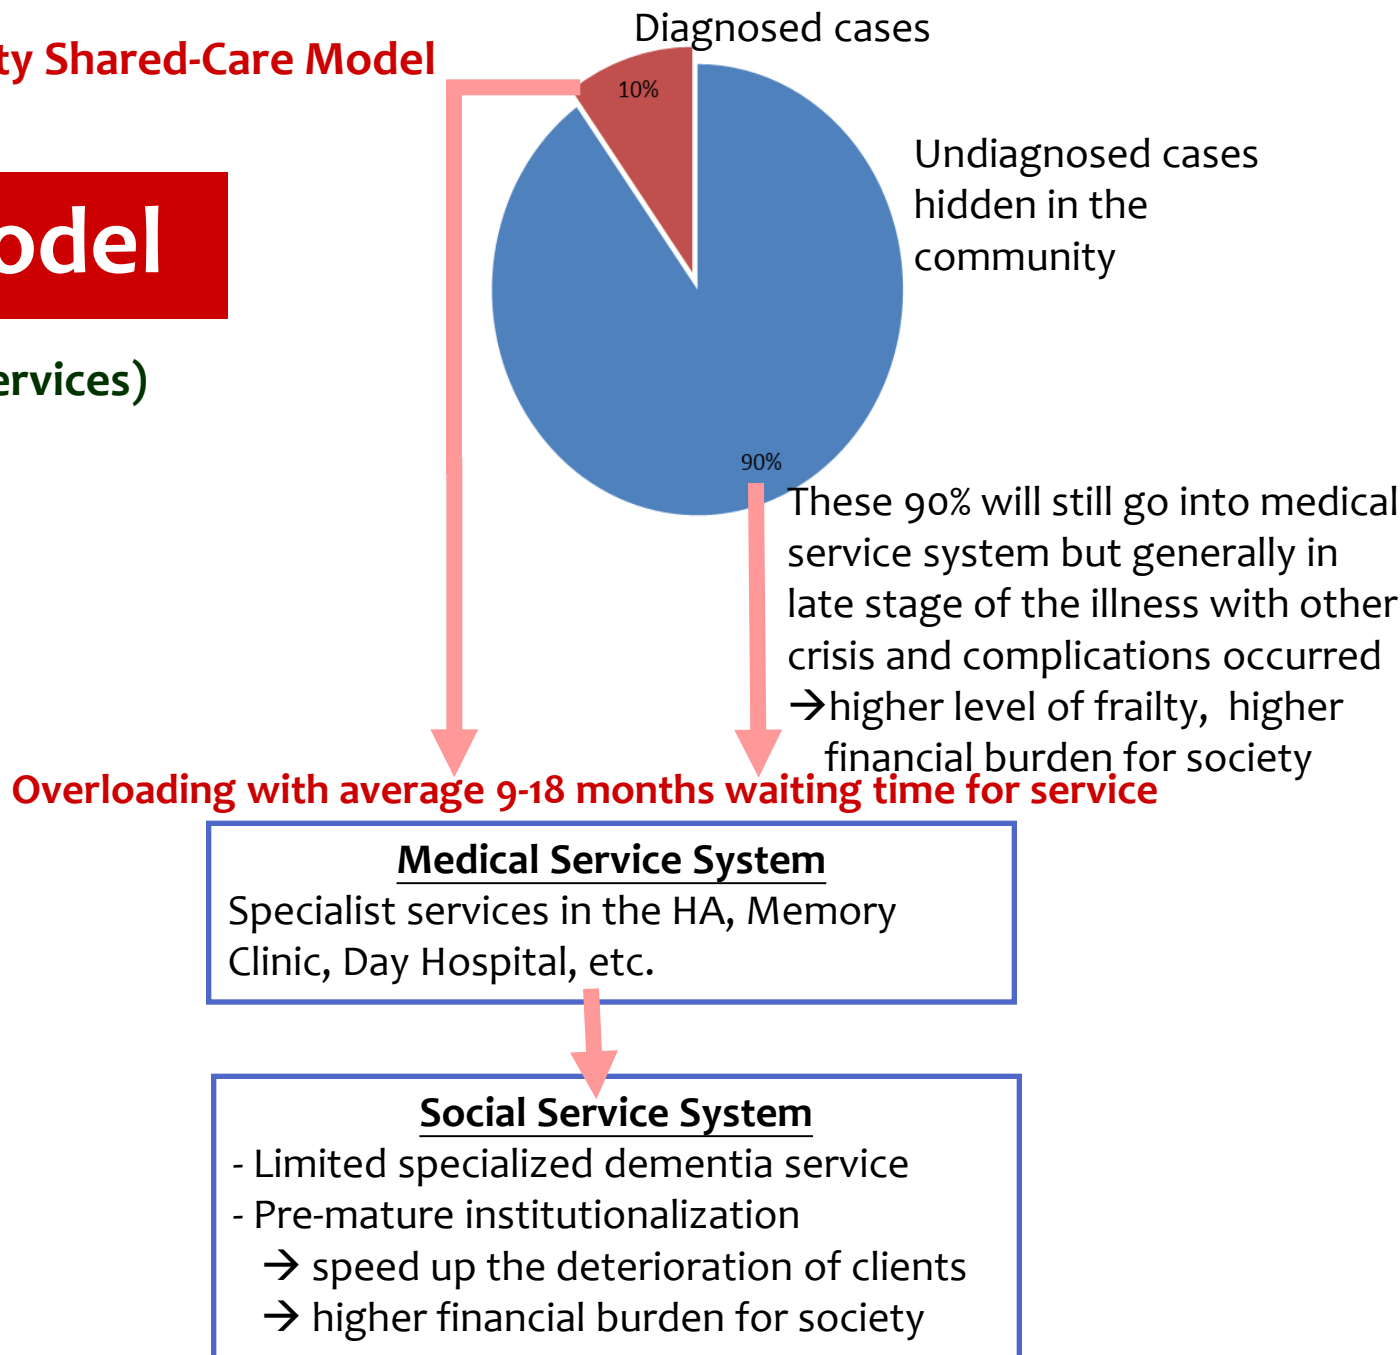 Diagnosed cases
ty Shared-Care Model
10%
Undiagnosed cases
hidden in the
community
odel
ervices)
90%
These 90% will still go into medical
service system but generally in
late stage of the illness with other
crisis and complications occurred
→higher level of frailty, higher
financial burden for society
Overloading with average 9-18 months waiting time for service
Medical Service System
Specialist services in the HA, Memory
Clinic, Day Hospital, etc.
Social Service System
- Limited specialized dementia service
- Pre-mature institutionalization
→ speed up the deterioration of clients
→ higher financial burden for society